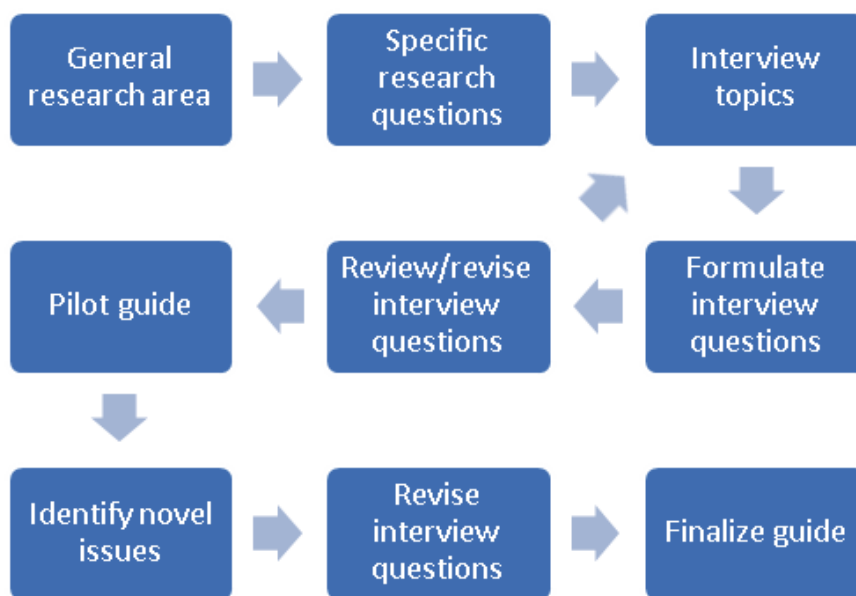 General
research area
Specific
research
questions
Interview
topics
Pilot guide
Review/revise
interview
questions
Formulate
interview
questions
Identify novel
issues
Revise
interview
questions
Finalize guide